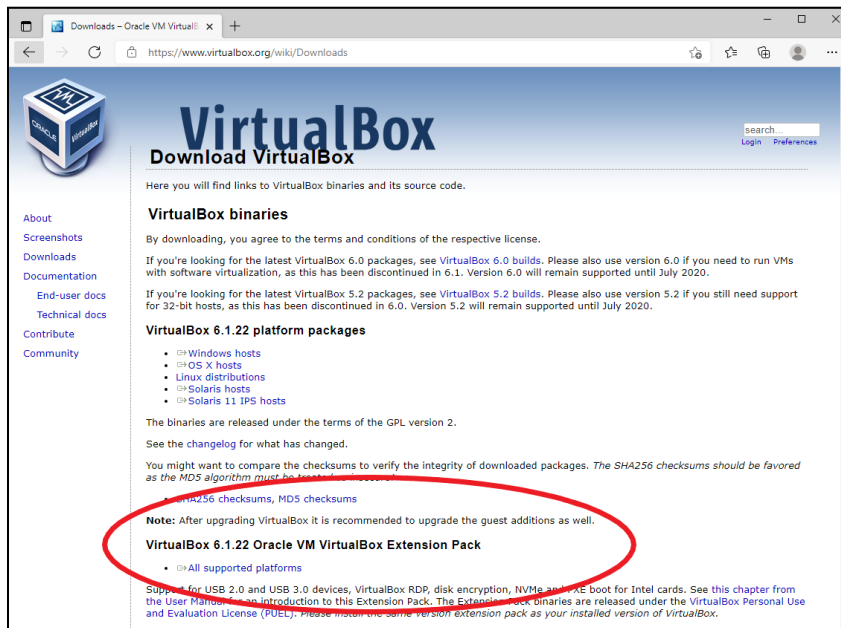 Downloads – Oracle VM VirtualB
https://www.virtualbox.org/wiki/Downloads
ORACLE
VM
VirtualBox
VirtualBox
search...
Login Preferences
Download VirtualBox
Here you will find links to VirtualBox binaries and its source code.
About
Screenshots
Downloads
Documentation
End-user docs
Technical docs
Contribute
Community
VirtualBox binaries
By downloading, you agree to the terms and conditions of the respective license.
If you're looking for the latest VirtualBox 6.0 packages, see VirtualBox 6.0 builds. Please also use version 6.0 if you need to run VMs
with software virtualization, as this has been discontinued in 6.1. Version 6.0 will remain supported until July 2020.
If you're looking for the latest VirtualBox 5.2 packages, see VirtualBox 5.2 builds. Please also use version 5.2 if you still need support
for 32-bit hosts, as this has been discontinued in 6.0. Version 5.2 will remain supported until July 2020.
VirtualBox 6.1.22 platform packages
Windows hosts
OS X hosts
Linux distributions
Solaris hosts
Solaris 11 IPS hosts
The binaries are released under the terms of the GPL version 2.
See the changelog for what has changed.
You might want to compare the checksums to verify the integrity of downloaded packages. The SHA256 checksums should be favored
as the MD5 algorithm must be
SHA256 checksums, MD5 checksums
Note: After upgrading VirtualBox it is recommended to upgrade the guest additions as well.
VirtualBox 6.1.22 Oracle VM VirtualBox Extension Pack
All supported platforms
Support for USB 2.0 and USB 3.0 devices, VirtualBox RDP, disk encryption, NVMe and PXE boot for Intel cards. See this chapter from
the User Manual for an introduction to this Extension Pack. The Extension Pack binaries are released under the VirtualBox Personal Use
and Evaluation License (PUEL). Please install the same version extension pack as your installed version of VirtualBox.